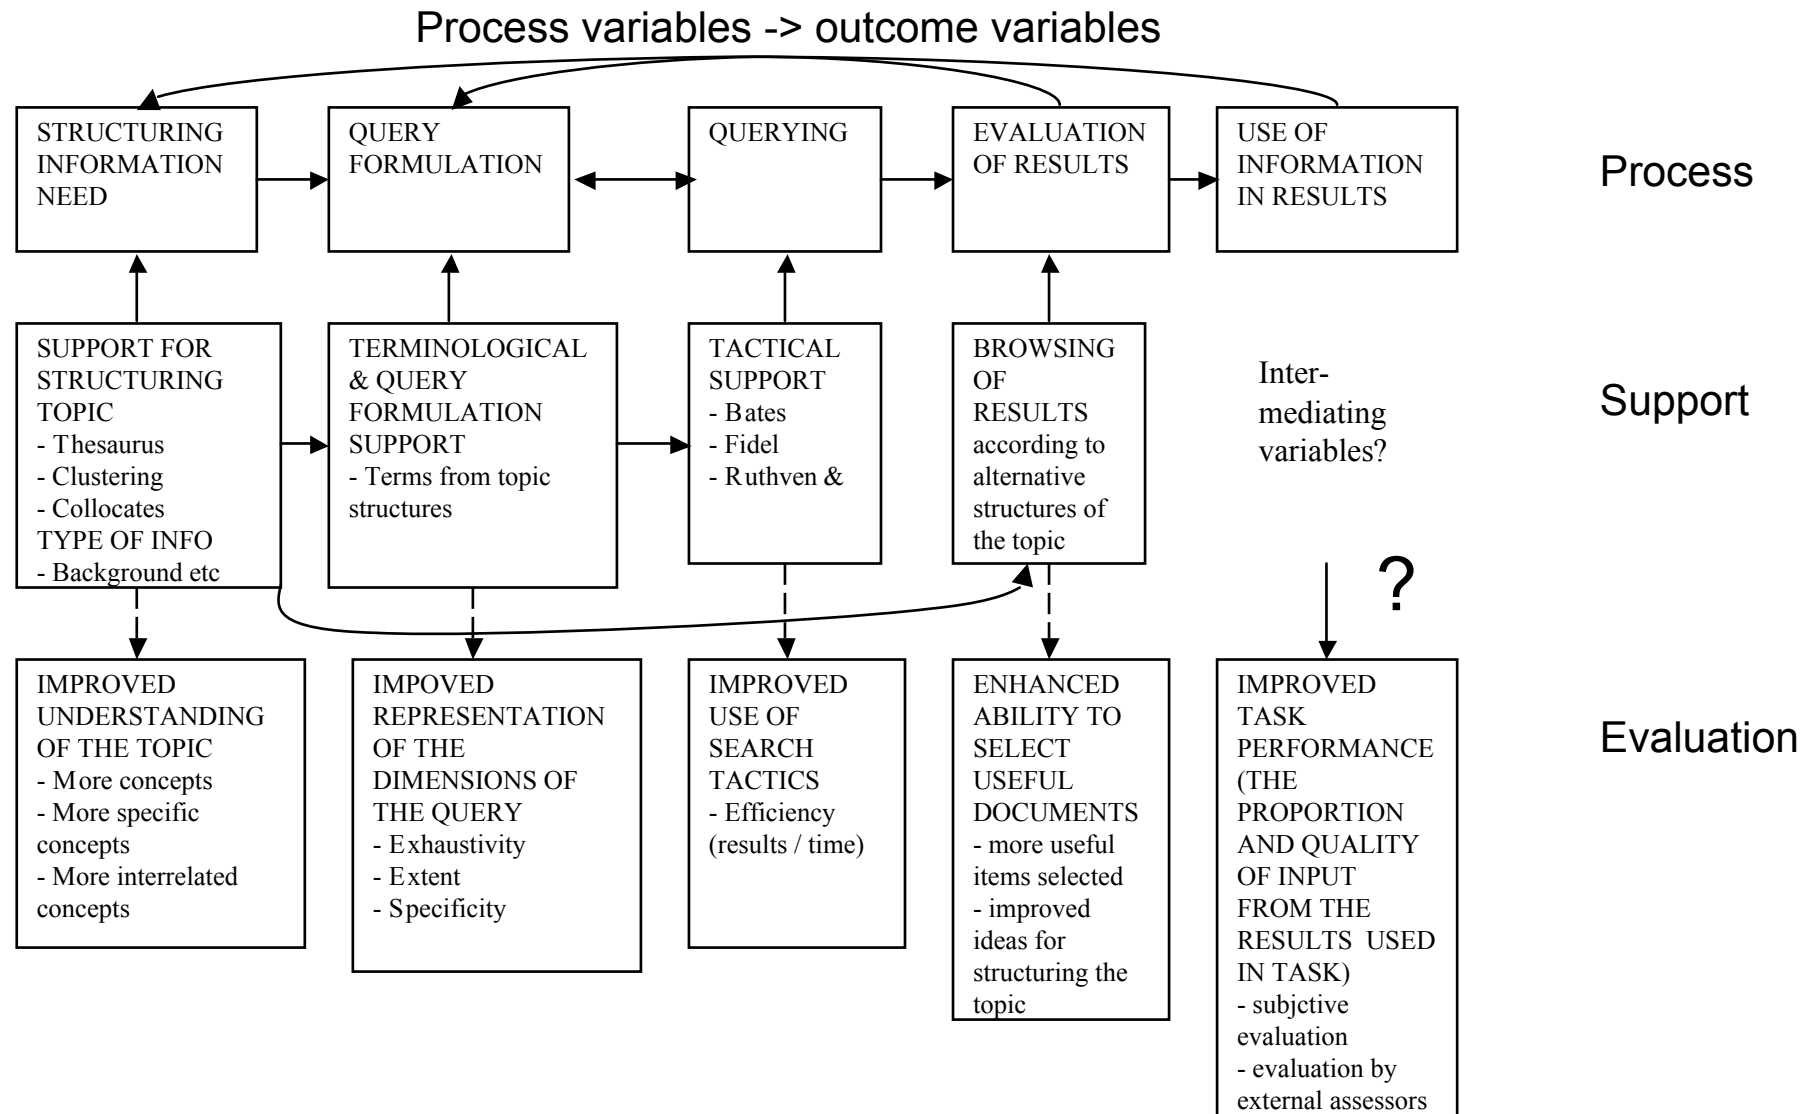 Process variables -> outcome variables
STRUCTURING
INFORMATION
NEED
QUERY
FORMULATION
QUERYING
EVALUATION
OF RESULTS
USE OF
INFORMATION
IN RESULTS
Process
SUPPORT FOR
STRUCTURING
TOPIC
- Thesaurus
- Clustering
- Collocates
TYPE OF INFO
- Background etc
TERMINOLOGICAL
& QUERY
FORMULATION
SUPPORT
- Terms from topic
structures
TACTICAL
SUPPORT
- Bates
- Fidel
- Ruthven &
BROWSING
OF
RESULTS
according to
alternative
structures of
the topic
Inter-
mediating
variables?
Support
?
IMPROVED
UNDERSTANDING
OF THE TOPIC
- More concepts
- More specific
concepts
- More interrelated
concepts
IMPOVED
REPRESENTATION
OF THE
DIMENSIONS OF
THE QUERY
- Exhaustivity
- Extent
- Specificity
IMPROVED
USE OF
SEARCH
TACTICS
- Efficiency
(results / time)
ENHANCED
ABILITY TO
SELECT
USEFUL
DOCUMENTS
- more useful
items selected
- improved
ideas for
structuring the
topic
IMPROVED
TASK
PERFORMANCE
(THE
PROPORTION
AND QUALITY
OF INPUT
FROM THE
RESULTS USED
IN TASK)
- subjctive
evaluation
- evaluation by
external assessors
Evaluation